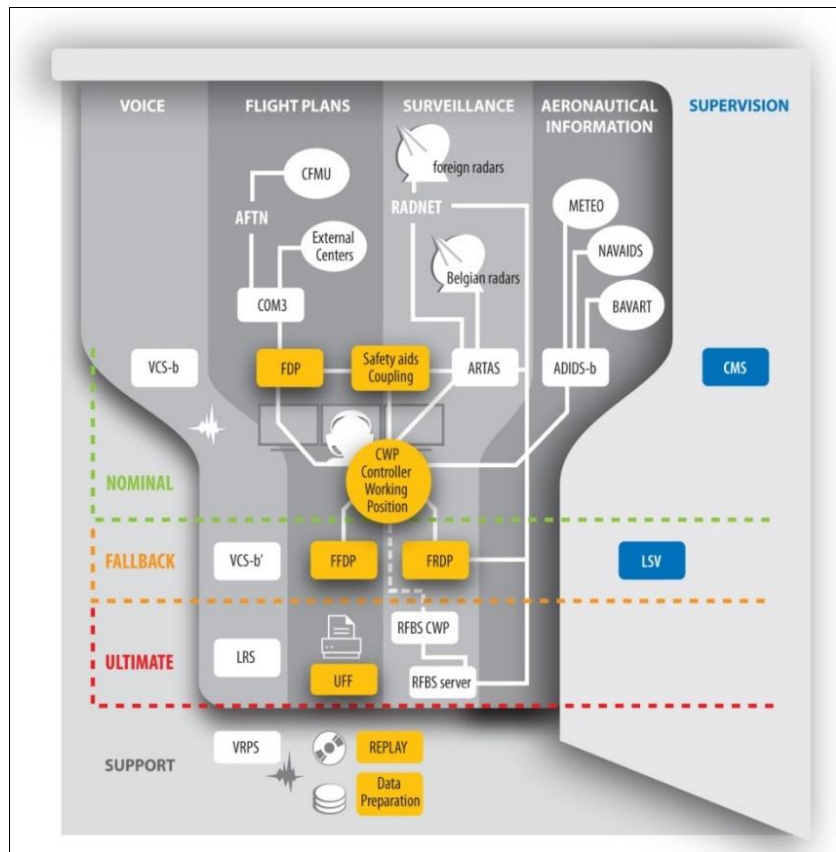 VOICE
FLIGHT PLANS
SURVEILLANCE
AERONAUTICAL
INFORMATION
SUPERVISION
CFMU
foreign radars
AFTN
RADNET
METEO
External
Centers
NAVAIDS
Belgian radars
COM3
BAVART
VCS-b
FDP
Safety aids
Coupling
ARTAS
ADIDS-b
CMS
CWP
Controller
Working
Position
NOMINAL
FALLBACK
VCS-b'
FFDP
FRDP
LSV
RFBS CWP
ULTIMATE
LRS
UFF
RFBS server
SUPPORT
VRPS
REPLAY
Data
Preparation